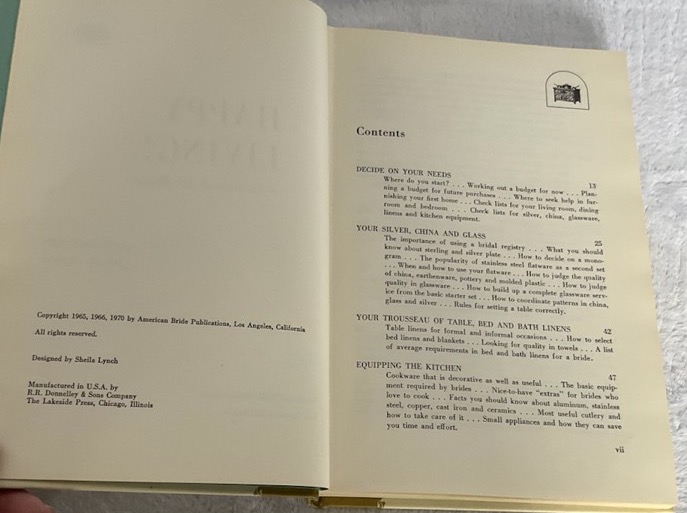 HAPPY
LIVING!
Copyright 1965, 1966, 1970 by American Bride Publications, Los Angeles, California
All rights reserved.
Designed by Sheila Lynch
Manufactured in U.S.A. by
R.R. Donnelley & Sons Company
The Lakeside Press, Chicago, Illinois
Contents
DECIDE ON YOUR NEEDS 13
Where do you start? . . . Working out a budget for now . . . Plan-
ning a budget for future purchases . . . Where to seek help in fur-
nishing your first home . . . Check lists for your living room, dining
room and bedroom . . . Check lists for silver, china, glassware,
linens and kitchen equipment.
YOUR SILVER, CHINA AND GLASS 25
The importance of using a bridal registry . . . What you should
know about sterling and silver plate . . . How to decide on a mono-
gram . . . The popularity of stainless steel flatware as a second set
. . . When and how to use your flatware . . . How to judge the quality
of china, earthenware, pottery and molded plastic . . . How to judge
quality in glassware . . . How to build up a complete glassware serv-
ice from the basic starter set . . . How to coordinate patterns in china,
glass and silver . . . Rules for setting a table correctly.
YOUR TROUSSEAU OF TABLE, BED AND BATH LINENS 42
Table linens for formal and informal occasions . . . How to select
bed linens and blankets . . . Looking for quality in towels . . . A list
of average requirements in bed and bath linens for a bride.
EQUIPPING THE KITCHEN 47
Cookware that is decorative as well as useful . . . The basic equip-
ment required by brides . . . Nice-to-have "extras" for brides who
love to cook . . . Facts you should know about aluminum, stainless
steel, copper, cast iron and ceramics . . . Most useful cutlery and
how to take care of it . . . Small appliances and how they can save
you time and effort.
vii